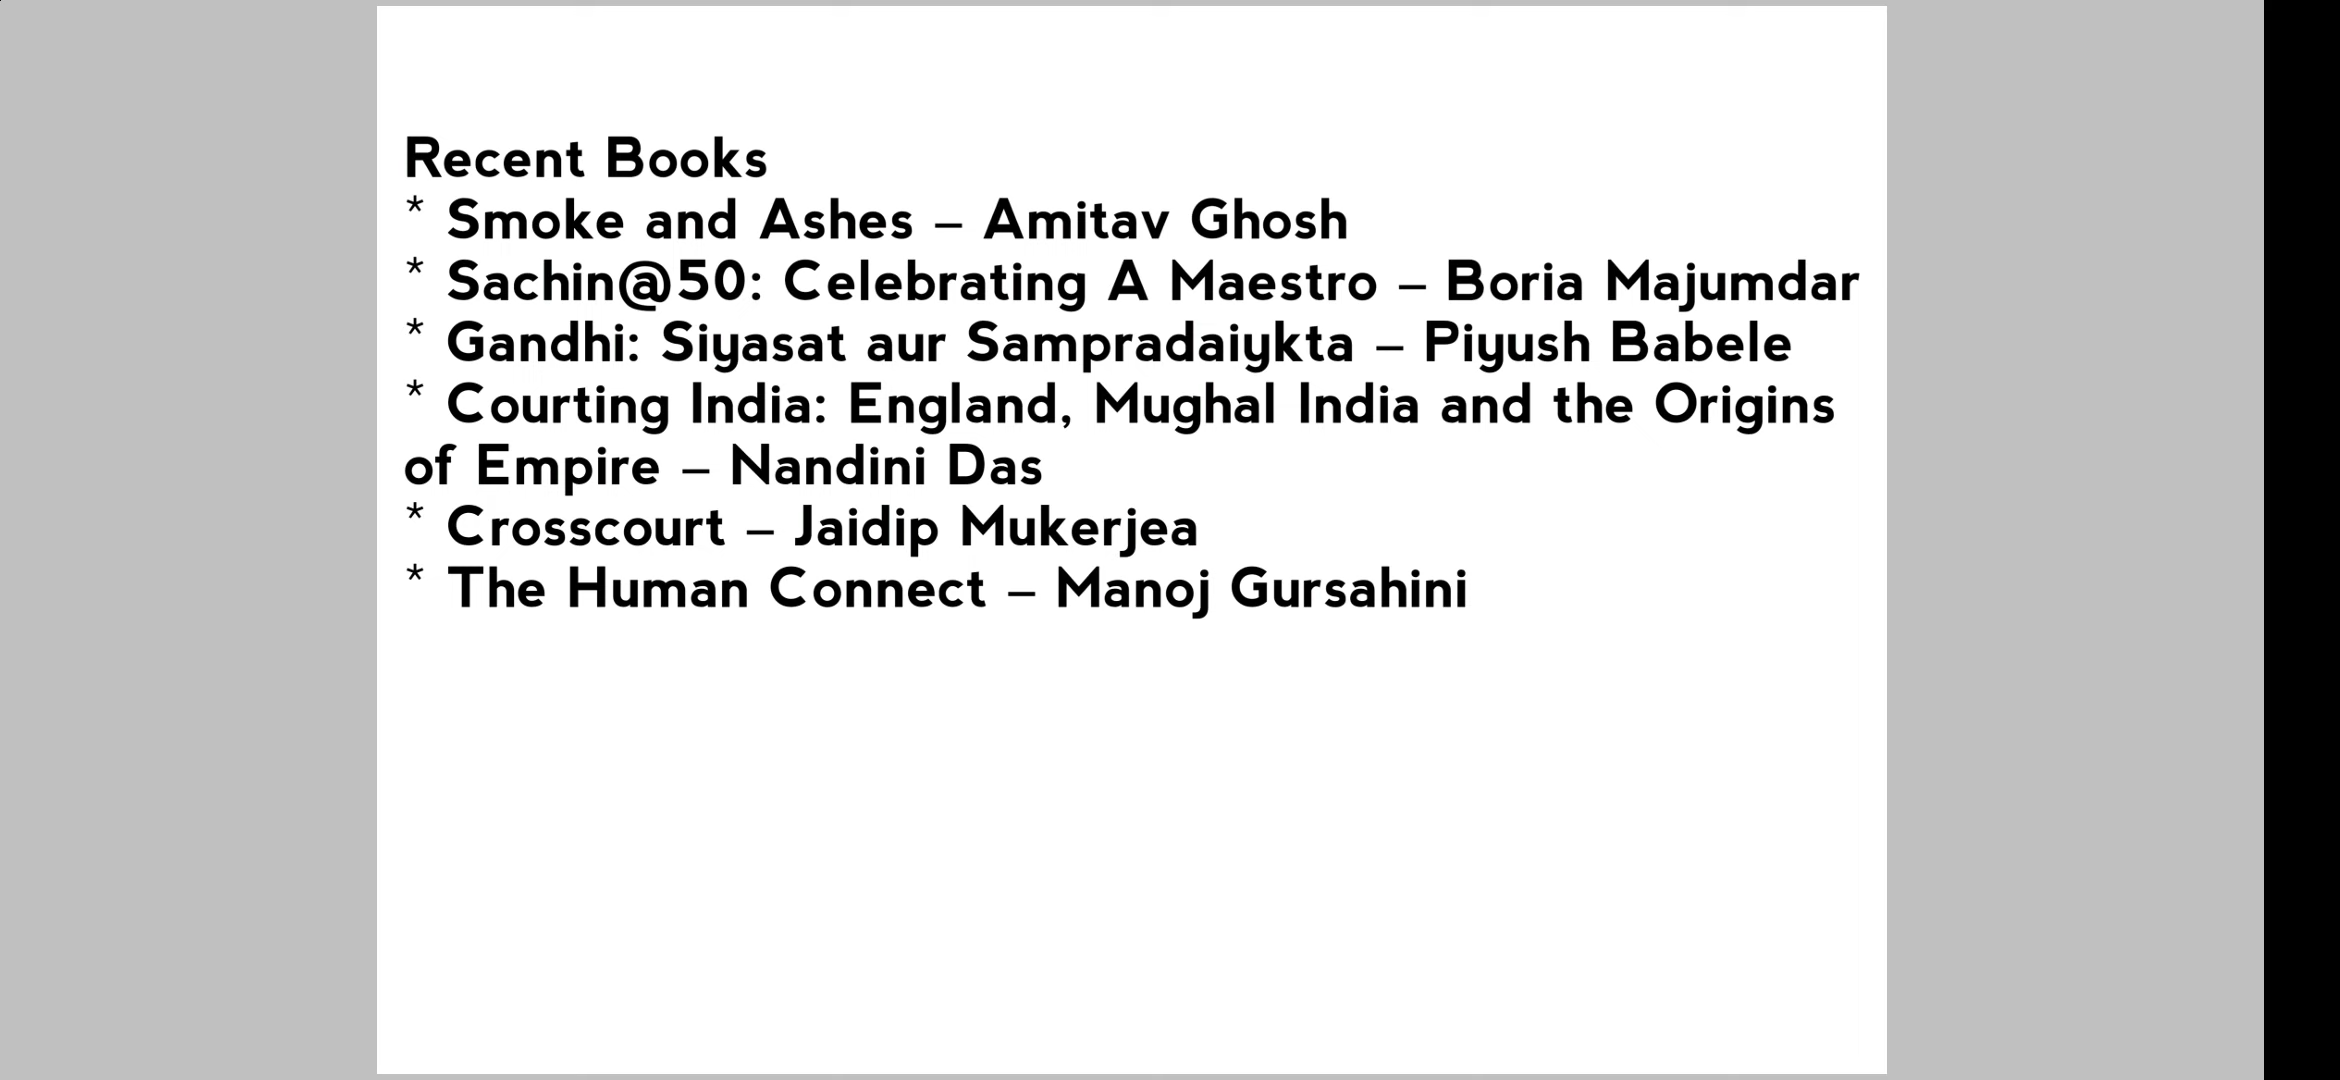 Recent Books
* Smoke and Ashes – Amitav Ghosh
* Sachin@50: Celebrating A Maestro – Boria Majumdar
* Gandhi: Siyasat aur Sampradaiykta – Piyush Babele
* Courting India: England, Mughal India and the Origins
of Empire – Nandini Das
* Crosscourt – Jaidip Mukerjea
* The Human Connect – Manoj Gursahini